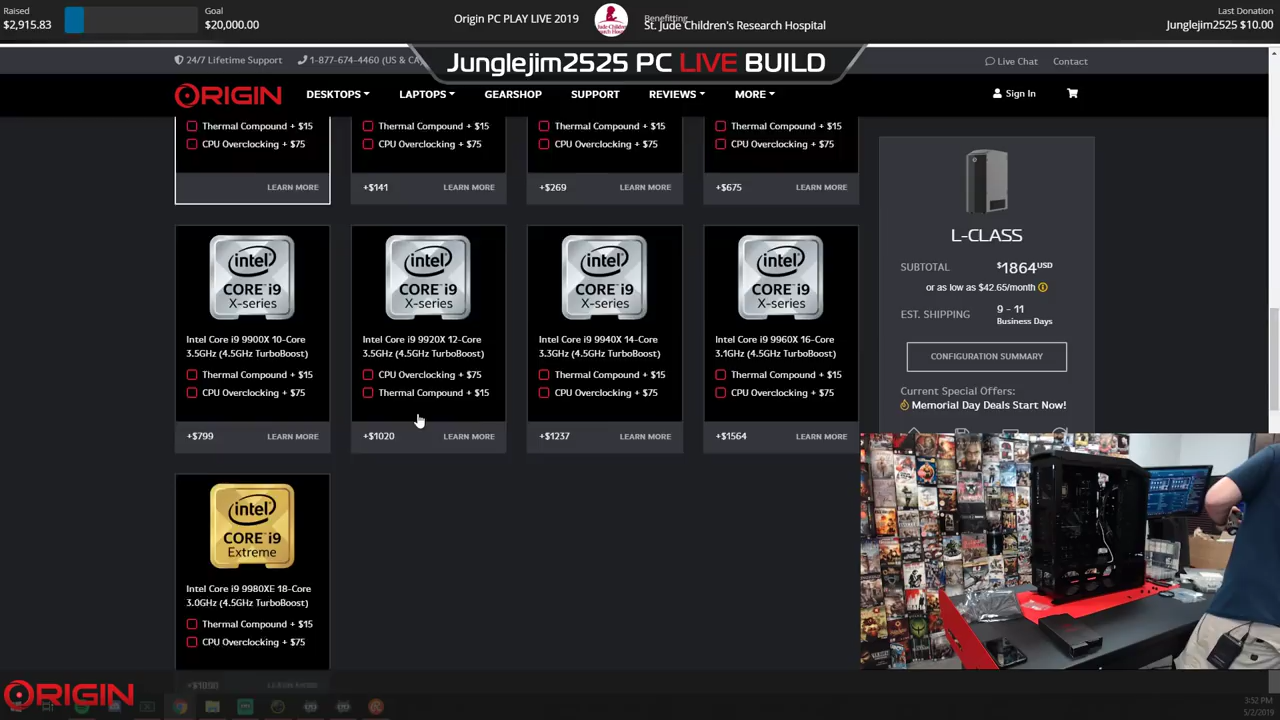 Raised
$2,915.83
Goal
$20,000.00
Origin PC PLAY LIVE 2019
Benefitting
St. Jude Children's Research Hospital
Last Donation
Junglejim2525 $10.00
Junglejim2525 PC LIVE BUILD
24/7 Lifetime Support
1-877-674-4460 (US & CA
Live Chat
Contact
ORIGIN
DESKTOPS
LAPTOPS
GEARSHOP
SUPPORT
REVIEWS
MORE
Sign In
Thermal Compound + $15
Thermal Compound + $15
Thermal Compound + $15
Thermal Compound + $15
CPU Overclocking + $75
CPU Overclocking + $75
CPU Overclocking + $75
CPU Overclocking + $75
LEARN MORE
+$141
LEARN MORE
+$269
LEARN MORE
+$675
LEARN MORE
intel
CORE i9
X-series
Intel Core i9 9900X 10-Core
3.5GHz (4.5GHz TurboBoost)
Thermal Compound + $15
CPU Overclocking + $75
+$799
LEARN MORE
intel
CORE i9
X-series
Intel Core i9 9920X 12-Core
3.5GHz (4.5GHz TurboBoost)
CPU Overclocking + $75
Thermal Compound + $15
+$1020
LEARN MORE
intel
CORE i9
X-series
Intel Core i9 9940X 14-Core
3.3GHz (4.5GHz TurboBoost)
Thermal Compound + $15
CPU Overclocking + $75
+$1237
LEARN MORE
intel
CORE i9
X-series
Intel Core i9 9960X 16-Core
3.1GHz (4.5GHz TurboBoost)
Thermal Compound + $15
CPU Overclocking + $75
+$1564
LEARN MORE
intel
CORE i9
Extreme
Intel Core i9 9980XE 18-Core
3.0GHz (4.5GHz TurboBoost)
Thermal Compound + $15
CPU Overclocking + $75
LEARN MORE
L-CLASS
SUBTOTAL
$1864USD
or as low as $42.65/month
EST. SHIPPING
9 - 11
Business Days
CONFIGURATION SUMMARY
Current Special Offers:
Memorial Day Deals Start Now!
ORIGIN
3:52 PM
5/2/2019